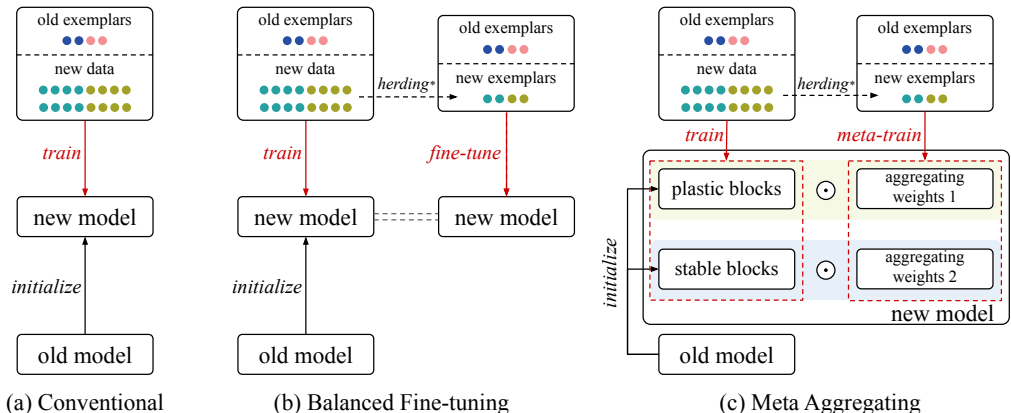 old exemplars
new data
train
new model
initialize
old model
(a) Conventional
old exemplars
new data
herding*
old exemplars
new exemplars
train
fine-tune
new model
new model
initialize
old model
(b) Balanced Fine-tuning
old exemplars
new data
herding*
old exemplars
new exemplars
train
meta-train
plastic blocks
aggregating
weights 1
stable blocks
aggregating
weights 2
new model
initialize
old model
(c) Meta Aggregating